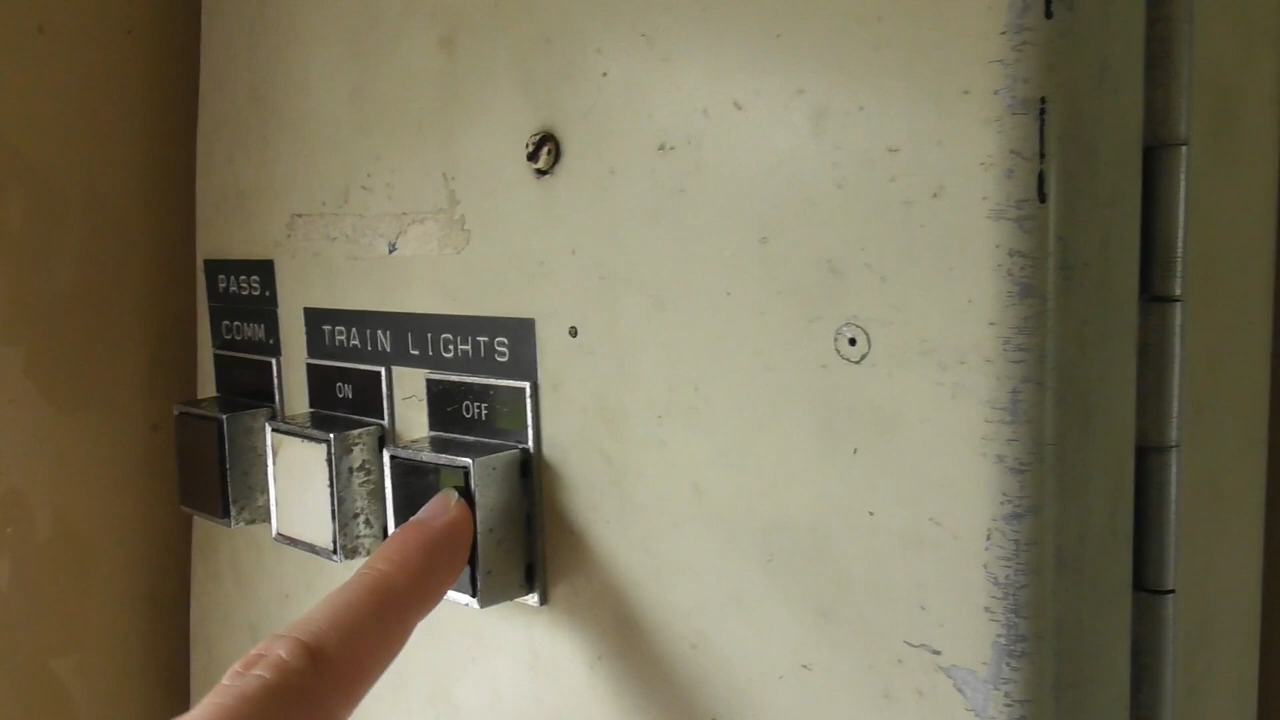 PASS.
COMM.
TRAIN LIGHTS
ON
OFF